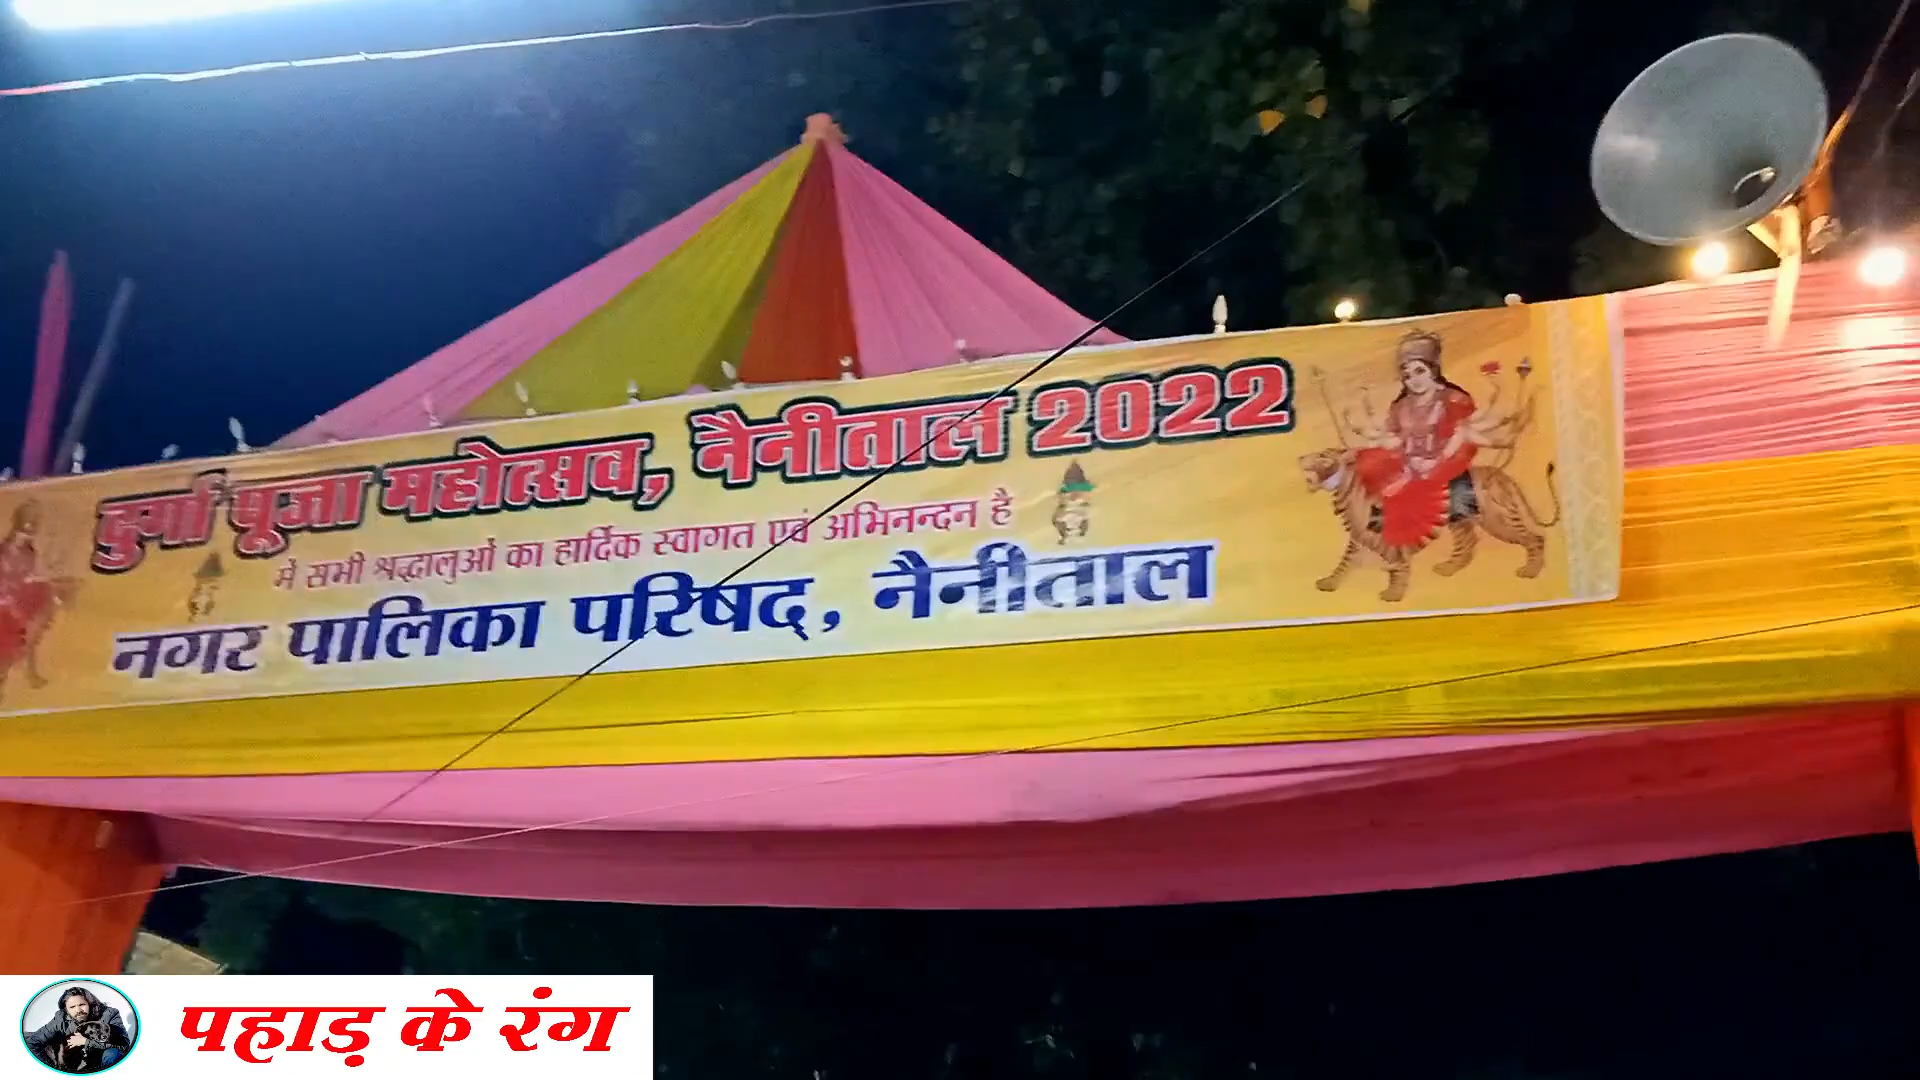 दुर्गा पूजा महोत्सव, नैनीताल 2022
में सभी श्रद्धालुओं का हार्दिक स्वागत एवं अभिनन्दन है
नगर पालिका परिषद्, नैनीताल
पहाड़ के रंग